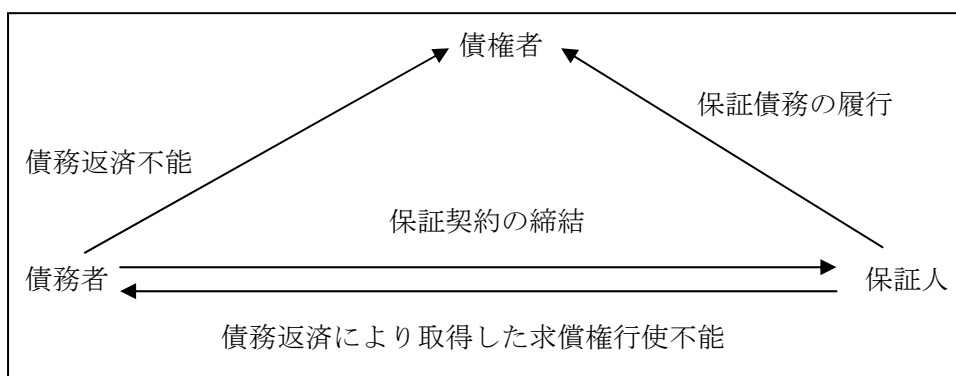 債権者
保証債務の履行
債務返済不能
保証契約の締結
債務者
保証人
債務返済により取得した求償権行使不能